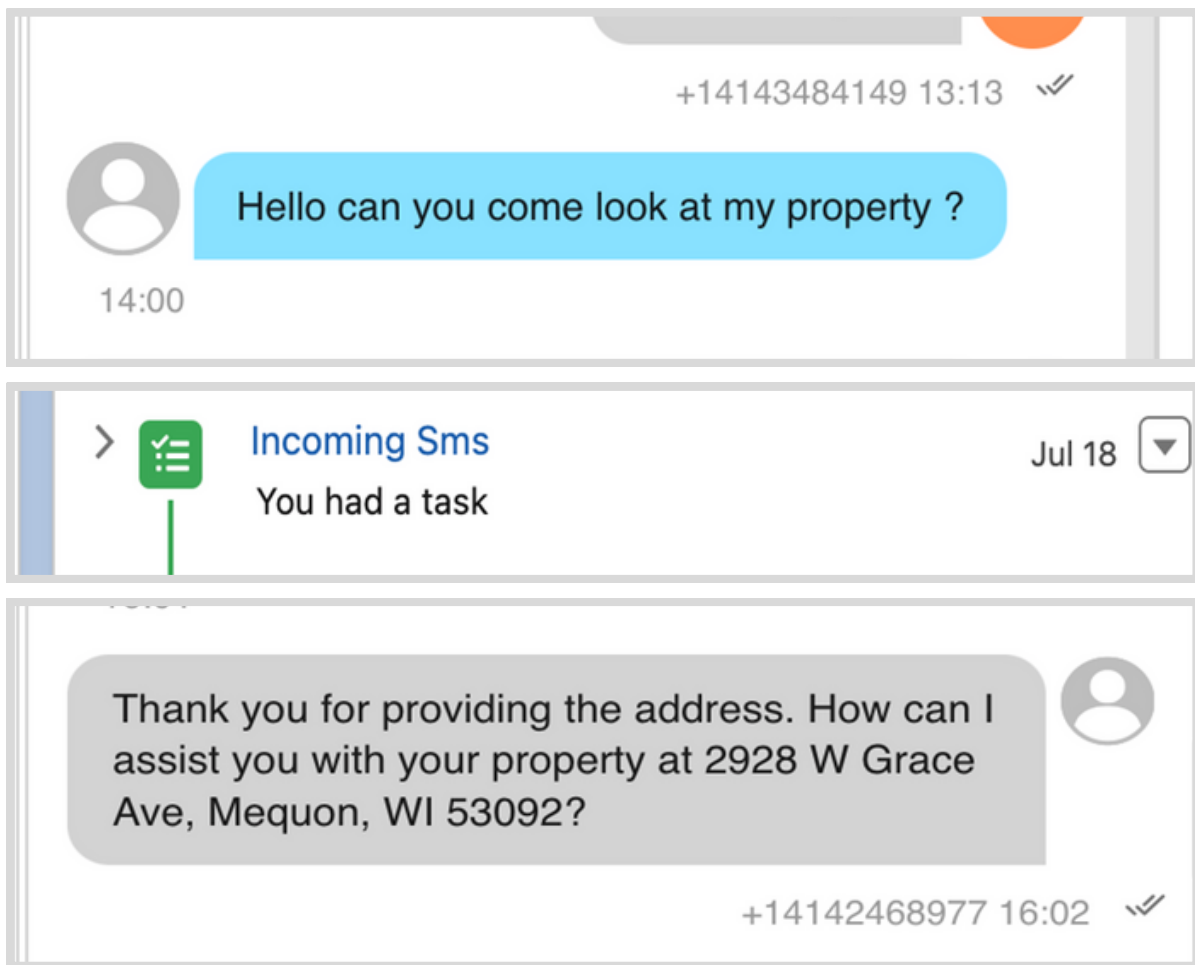 +14143484149 13:13
Hello can you come look at my property ?
14:00
Incoming Sms
Jul 18
You had a task
Thank you for providing the address. How can I
assist you with your property at 2928 W Grace
Ave, Mequon, WI 53092?
+14142468977 16:02